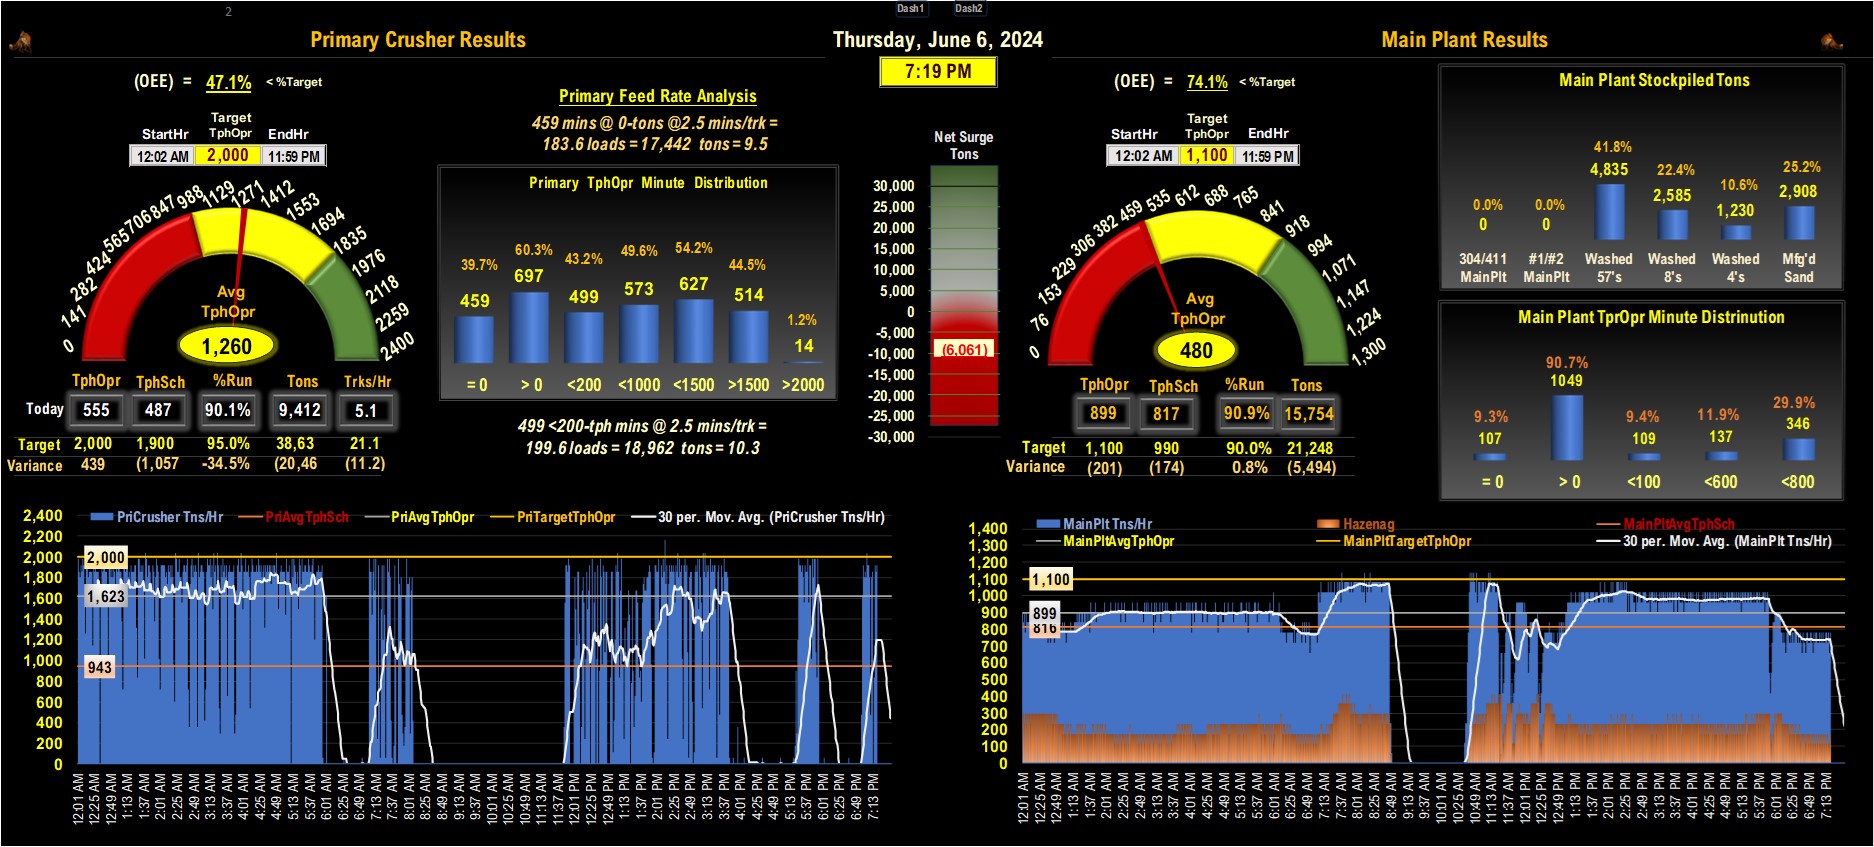 2
Dash1 Dash2
Primary Crusher Results
Thursday, June 6, 2024
Main Plant Results
7:19 PM
(OEE) = 47.1% < %Target
Target
StartHr TphOpr EndHr
12:02 AM 2,000 11:59 PM
0 141 282 424 565 706 847 988 1129 1271 1412 1553 1694 1835 1976 2118 2259 2400
Avg
TphOpr
1,260
TphOpr TphSch %Run Tons Trks/Hr
Today 555 487 90.1% 9,412 5.1
Target 2,000 1,900 95.0% 38,63 21.1
Variance 439 (1,057 -34.5% (20,46 (11.2)
Primary Feed Rate Analysis
459 mins @ 0-tons @2.5 mins/trk =
183.6 loads = 17,442 tons = 9.5
Primary TphOpr Minute Distribution
39.7% 60.3% 43.2% 49.6% 54.2% 44.5% 1.2%
459 697 499 573 627 514 14
= 0 > 0 <200 <1000 <1500 >1500 >2000
499 <200-tph mins @ 2.5 mins/trk =
199.6 loads = 18,962 tons = 10.3
Net Surge
Tons
30,000
25,000
20,000
15,000
10,000
5,000
0
-5,000
-10,000
-15,000
-20,000
-25,000
-30,000
(6,061)
(OEE) = 74.1% < %Target
Target
StartHr TphOpr EndHr
12:02 AM 1,100 11:59 PM
0 76 153 229 306 382 459 535 612 688 765 841 918 994 1,071 1,147 1,224 1,300
Avg
TphOpr
480
TphOpr TphSch %Run Tons
899 817 90.9% 15,754
Target 1,100 990 90.0% 21,248
Variance (201) (174) 0.8% (5,494)
Main Plant Stockpiled Tons
0.0% 0.0% 41.8% 22.4% 10.6% 25.2%
0 0 4,835 2,585 1,230 2,908
304/411 #1/#2 Washed Washed Washed Mfg'd
MainPlt MainPlt 57's 8's 4's Sand
Main Plant TprOpr Minute Distrinution
9.3% 90.7% 9.4% 11.9% 29.9%
107 1049 109 137 346
= 0 > 0 <100 <600 <800
PriCrusher Tns/Hr PriAvgTphSch PriAvgTphOpr PriTargetTphOpr 30 per. Mov. Avg. (PriCrusher Tns/Hr)
2,400
2,200
2,000
1,800
1,600
1,400
1,200
1,000
800
600
400
200
0
2,000
1,623
943
12:01 AM 12:25 AM 12:49 AM 1:13 AM 1:37 AM 2:01 AM 2:25 AM 2:49 AM 3:13 AM 3:37 AM 4:01 AM 4:25 AM 4:49 AM 5:13 AM 5:37 AM 6:01 AM 6:25 AM 6:49 AM 7:13 AM 7:37 AM 8:01 AM 8:25 AM 8:49 AM 9:13 AM 9:37 AM 10:01 AM 10:25 AM 10:49 AM 11:13 AM 11:37 AM 12:01 PM 12:25 PM 12:49 PM 1:13 PM 1:37 PM 2:01 PM 2:25 PM 2:49 PM 3:13 PM 3:37 PM 4:01 PM 4:25 PM 4:49 PM 5:13 PM 5:37 PM 6:01 PM 6:25 PM 6:49 PM 7:13 PM
MainPlt Tns/Hr Hazenag MainPltAvgTphSch
MainPltAvgTphOpr MainPltTargetTphOpr 30 per. Mov. Avg. (MainPlt Tns/Hr)
1,400
1,300
1,200
1,100
1,000
900
800
700
600
500
400
300
200
100
0
1,100
899
816
12:01 AM 12:25 AM 12:49 AM 1:13 AM 1:37 AM 2:01 AM 2:25 AM 2:49 AM 3:13 AM 3:37 AM 4:01 AM 4:25 AM 4:49 AM 5:13 AM 5:37 AM 6:01 AM 6:25 AM 6:49 AM 7:13 AM 7:37 AM 8:01 AM 8:25 AM 8:49 AM 9:13 AM 9:37 AM 10:01 AM 10:25 AM 10:49 AM 11:13 AM 11:37 AM 12:01 PM 12:25 PM 12:49 PM 1:13 PM 1:37 PM 2:01 PM 2:25 PM 2:49 PM 3:13 PM 3:37 PM 4:01 PM 4:25 PM 4:49 PM 5:13 PM 5:37 PM 6:01 PM 6:25 PM 6:49 PM 7:13 PM